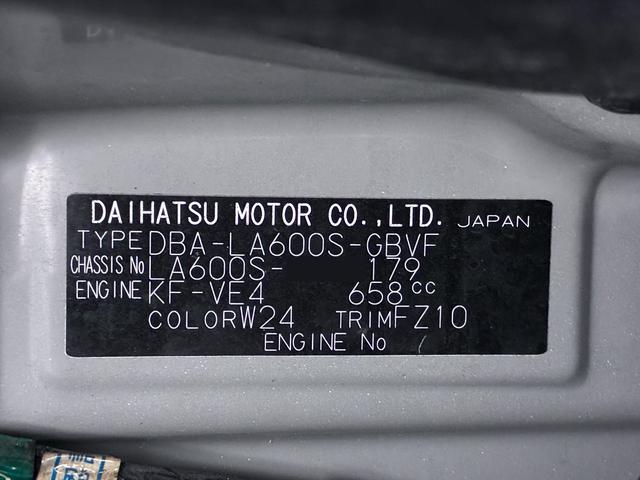 DAIHATSU MOTOR CO.,LTD. JAPAN
TYPE DBA-LA600S-GBVF
CHASSIS No LA600S- 179
ENGINE KF-VE4 658cc
COLOR W24 TRIM FZ10
ENGINE No